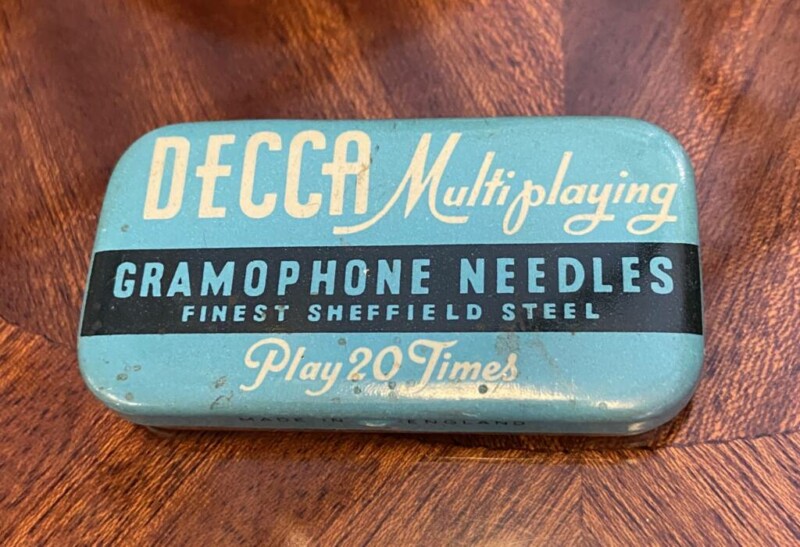 DECCA Multiplaying
GRAMOPHONE NEEDLES
FINEST SHEFFIELD STEEL
Play 20 Times
MADE IN ENGLAND